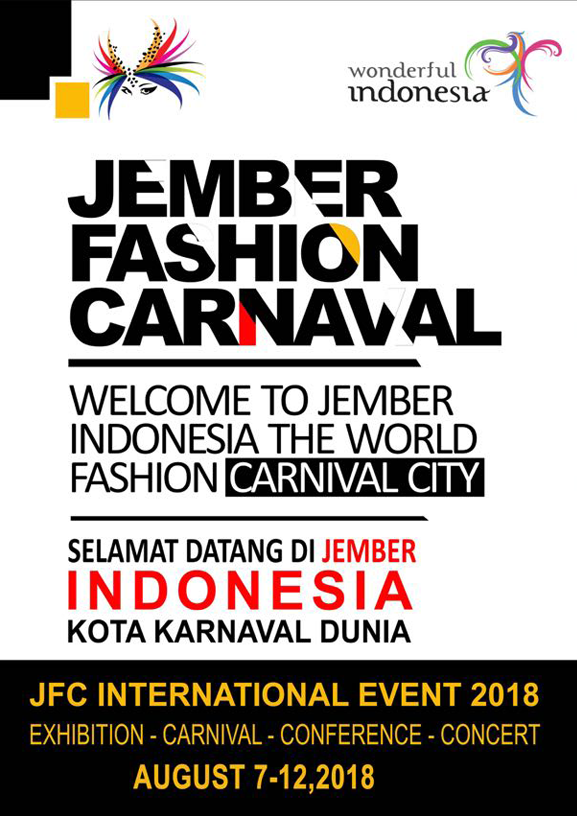 wonderful
indonesia
JEMBER
FASHION
CARNAVAL
WELCOME TO JEMBER
INDONESIA THE WORLD
FASHION CARNIVAL CITY
SELAMAT DATANG DI JEMBER
INDONESIA
KOTA KARNAVAL DUNIA
JFC INTERNATIONAL EVENT 2018
EXHIBITION - CARNIVAL - CONFERENCE - CONCERT
AUGUST 7-12,2018